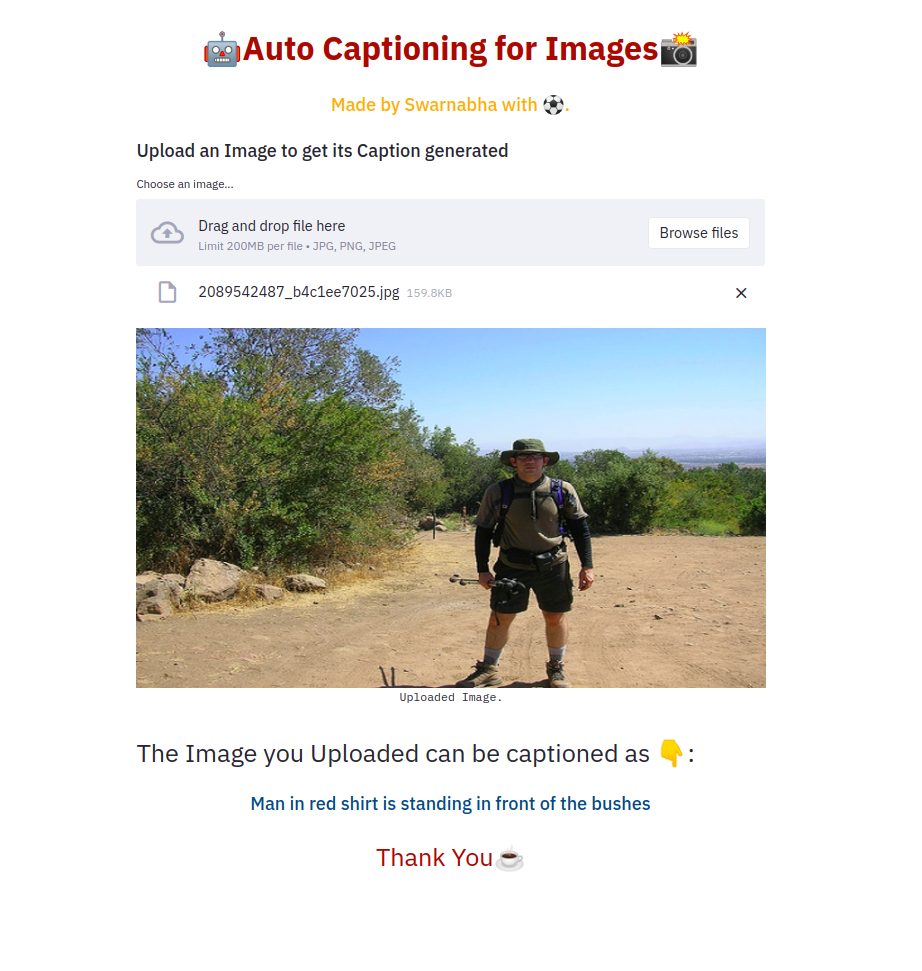 🤖Auto Captioning for Images📸
Made by Swarnabha with ⚽.
Upload an Image to get its Caption generated
Choose an image...
Drag and drop file here
Browse files
Limit 200MB per file • JPG, PNG, JPEG
2089542487_b4c1ee7025.jpg 159.8KB
Uploaded Image.
The Image you Uploaded can be captioned as 👇:
Man in red shirt is standing in front of the bushes
Thank You☕